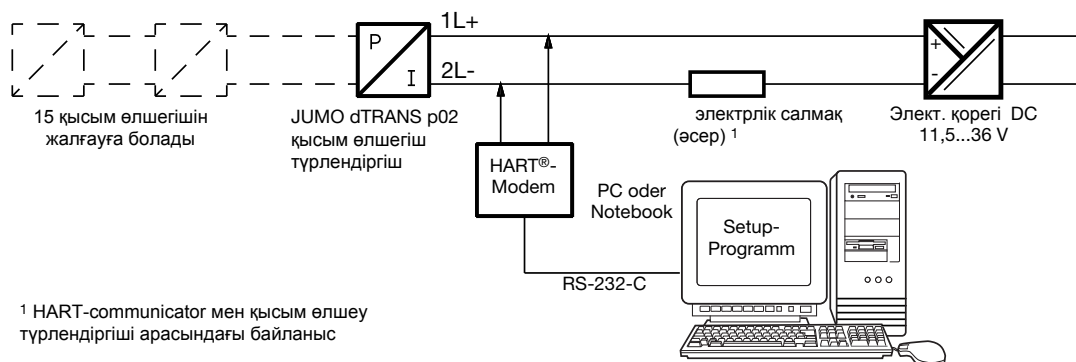 1L+
P
I
2L-
+
-
15 қысым өлшегішін
жалғауға болады
JUMO dTRANS p02
қысым өлшегіш
түрлендіргіш
электрлік салмақ
(әсер) 1
Элект. қорегі DC
11,5...36 V
HART®-
Modem
PC oder
Notebook
Setup-
Programm
RS-232-C
1 HART-communicator мен қысым өлшеу
түрлендіргіші арасындағы байланыс